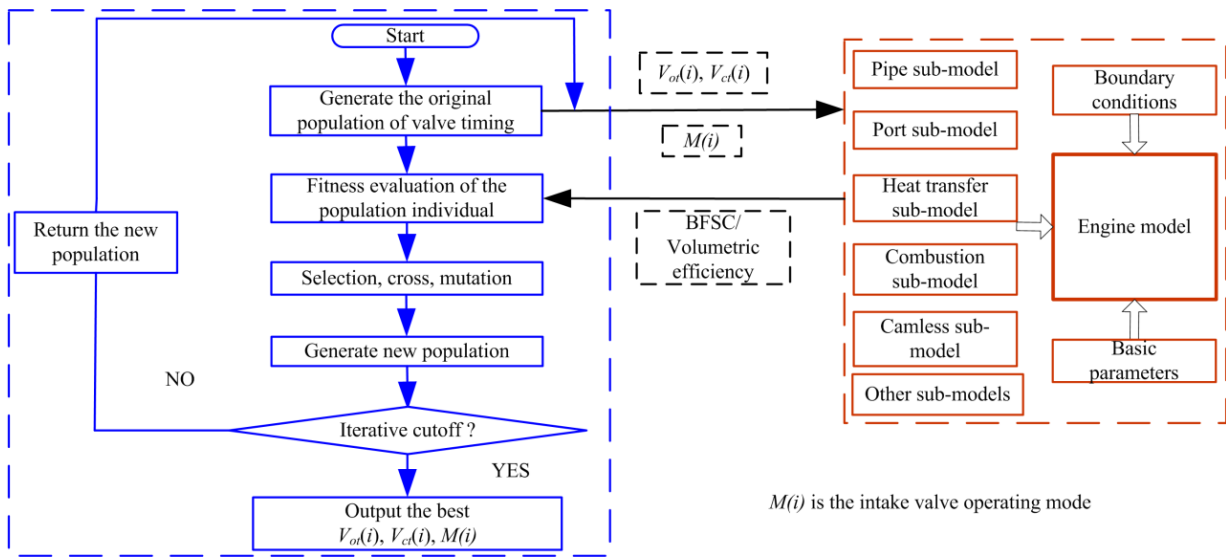 Start
Generate the original
population of valve timing
Fitness evaluation of the
population individual
Selection, cross, mutation
Generate new population
Iterative cutoff ?
NO
YES
Return the new
population
Output the best
Vot(i), Vct(i), M(i)
Vot(i), Vct(i)
M(i)
BFSC/
Volumetric
efficiency
Pipe sub-model
Port sub-model
Heat transfer
sub-model
Combustion
sub-model
Camless sub-
model
Other sub-models
Boundary
conditions
Engine model
Basic
parameters
M(i) is the intake valve operating mode